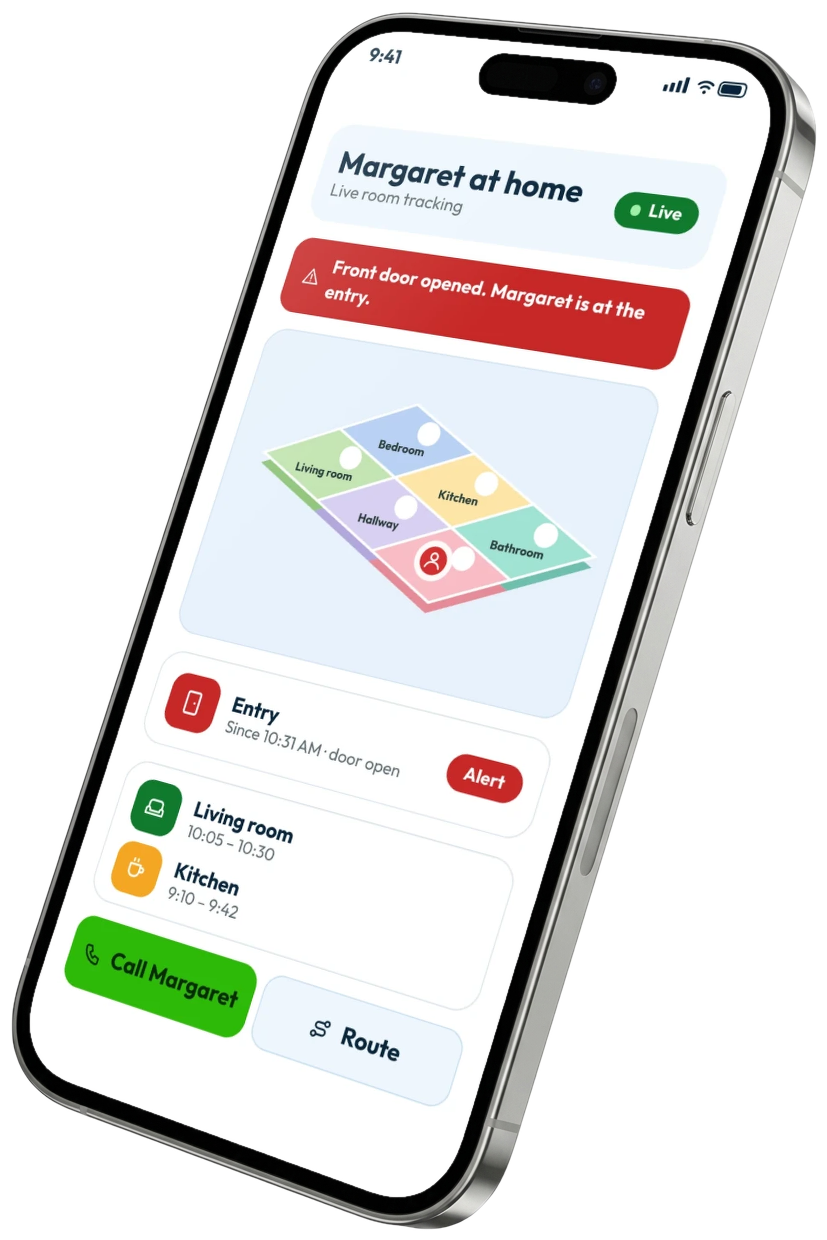 9:41
Margaret at home
Live room tracking
Live
Front door opened. Margaret is at the
entry.
Bedroom
Living room
Kitchen
Hallway
Bathroom
Entry
Since 10:31 AM · door open
Alert
Living room
10:05 – 10:30
Kitchen
9:10 – 9:42
Call Margaret
Route